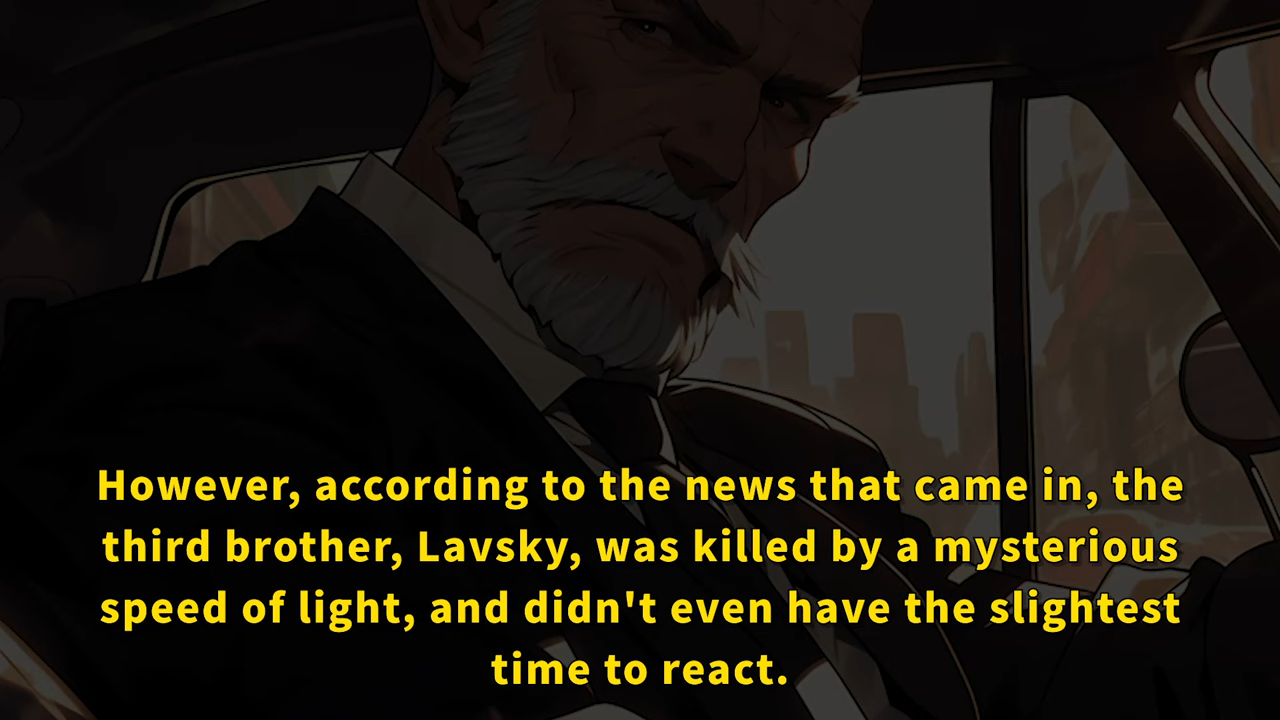 However, according to the news that came in, the
third brother, Lavsky, was killed by a mysterious
speed of light, and didn't even have the slightest
time to react.